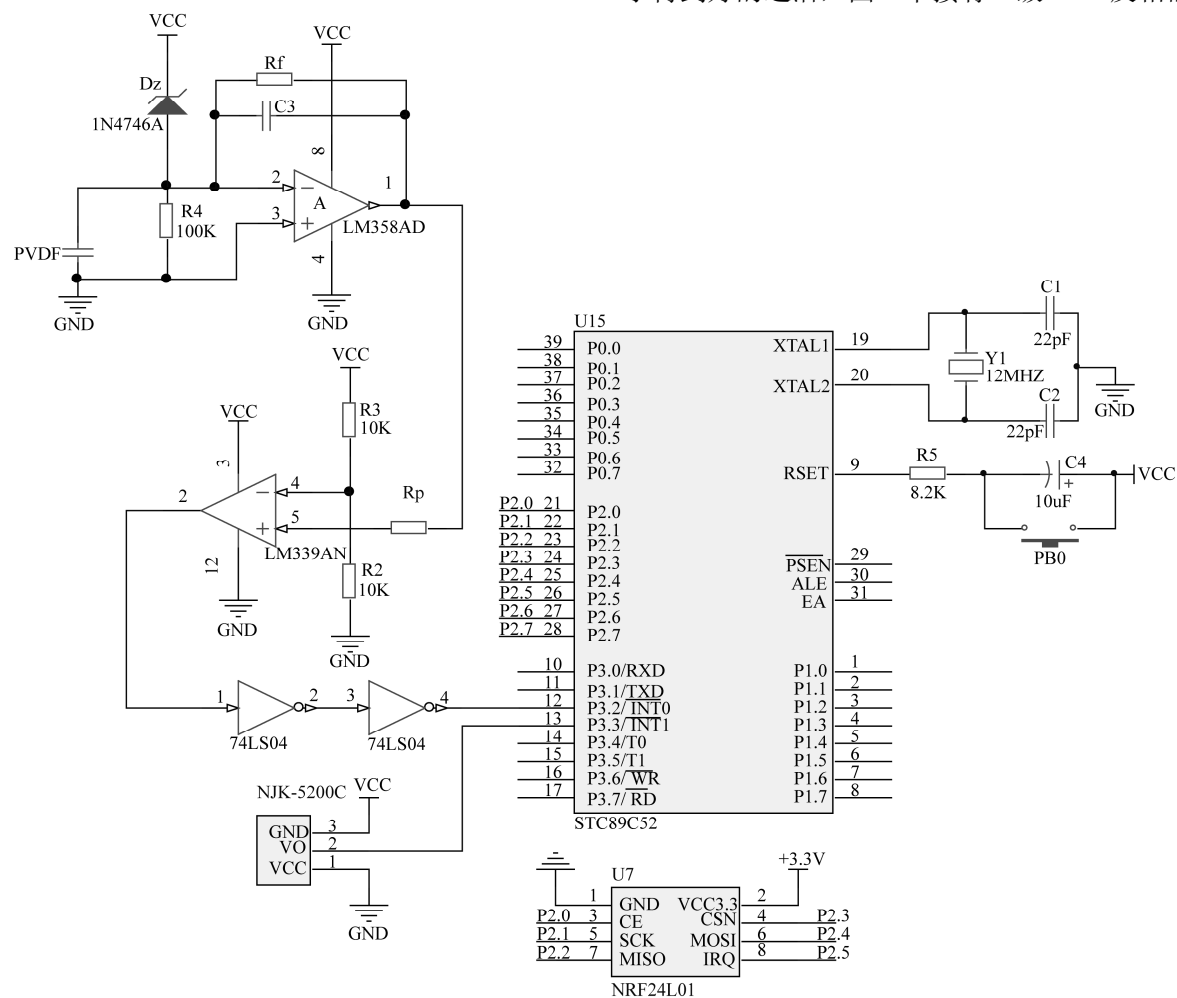 VCC
VCC
Rf
Dz
C3
1N4746A
8
2
1
A
3
R4
100K
LM358AD
PVDF
4
GND
GND
U15
VCC
39 P0.0
38 P0.1
37 P0.2
36 P0.3
35 P0.4
34 P0.5
33 P0.6
32 P0.7
P2.0 21 P2.0
P2.1 22 P2.1
P2.2 23 P2.2
P2.3 24 P2.3
P2.4 25 P2.4
P2.5 26 P2.5
P2.6 27 P2.6
P2.7 28 P2.7
10 P3.0/RXD
11 P3.1/TXD
12 P3.2/INT0
13 P3.3/INT1
14 P3.4/T0
15 P3.5/T1
16 P3.6/WR
17 P3.7/RD
XTAL1 19
XTAL2 20
RSET 9
PSEN 29
ALE 30
EA 31
P1.0 1
P1.1 2
P1.2 3
P1.3 4
P1.4 5
P1.5 6
P1.6 7
P1.7 8
STC89C52
C1
22pF
Y1
12MHZ
C2
22pF
GND
R5
8.2K
C4
+
10uF
VCC
PB0
R3
10K
VCC
3
4
2
Rp
5
LM339AN
12
R2
10K
GND
GND
1
2
3
4
74LS04
74LS04
NJK-5200C
VCC
GND 3
VO 2
VCC 1
GND
+3.3V
U7
1 GND VCC3.3 2
P2.0 3 CE CSN 4 P2.3
P2.1 5 SCK MOSI 6 P2.4
P2.2 7 MISO IRQ 8 P2.5
NRF24L01